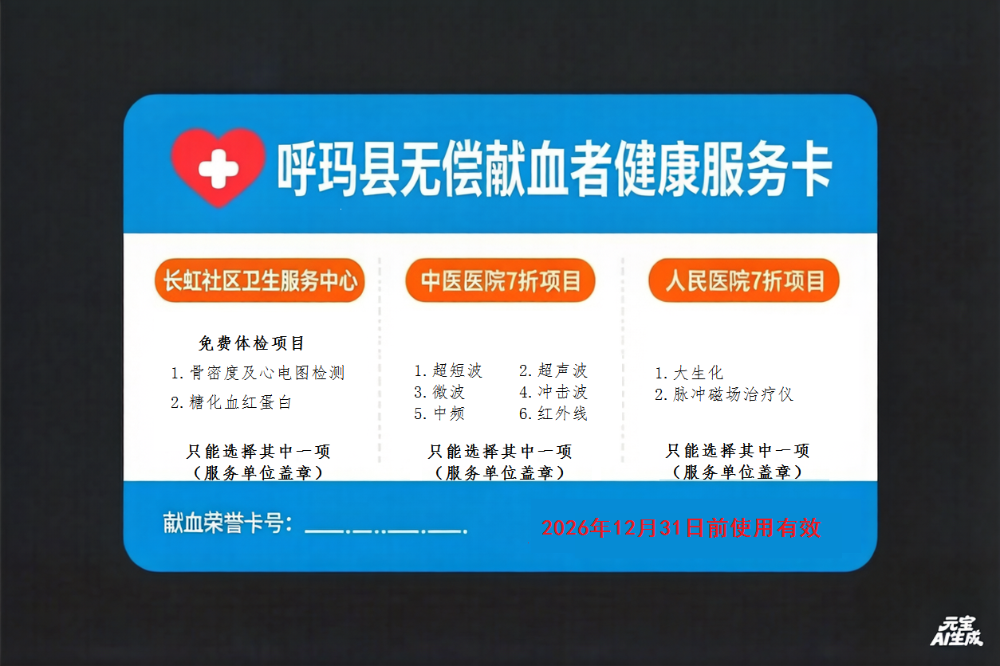 呼玛县无偿献血者健康服务卡
长虹社区卫生服务中心
免费体检项目
1.骨密度及心电图检测
2.糖化血红蛋白
只能选择其中一项
（服务单位盖章）
中医医院7折项目
1.超短波 2.超声波
3.微波 4.冲击波
5.中频 6.红外线
只能选择其中一项
（服务单位盖章）
人民医院7折项目
1.大生化
2.脉冲磁场治疗仪
只能选择其中一项
（服务单位盖章）
献血荣誉卡号：___._..__.__.
2026年12月31日前使用有效
元宝
AI生成